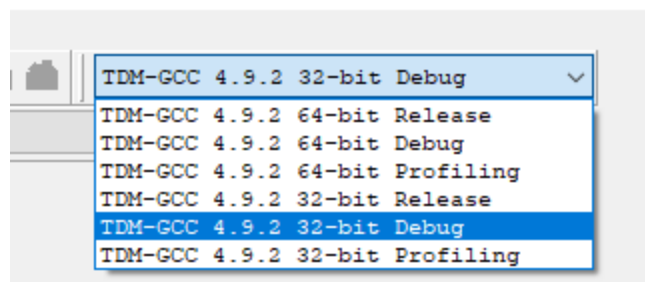 TDM-GCC 4.9.2 32-bit Debug
TDM-GCC 4.9.2 64-bit Release
TDM-GCC 4.9.2 64-bit Debug
TDM-GCC 4.9.2 64-bit Profiling
TDM-GCC 4.9.2 32-bit Release
TDM-GCC 4.9.2 32-bit Debug
TDM-GCC 4.9.2 32-bit Profiling